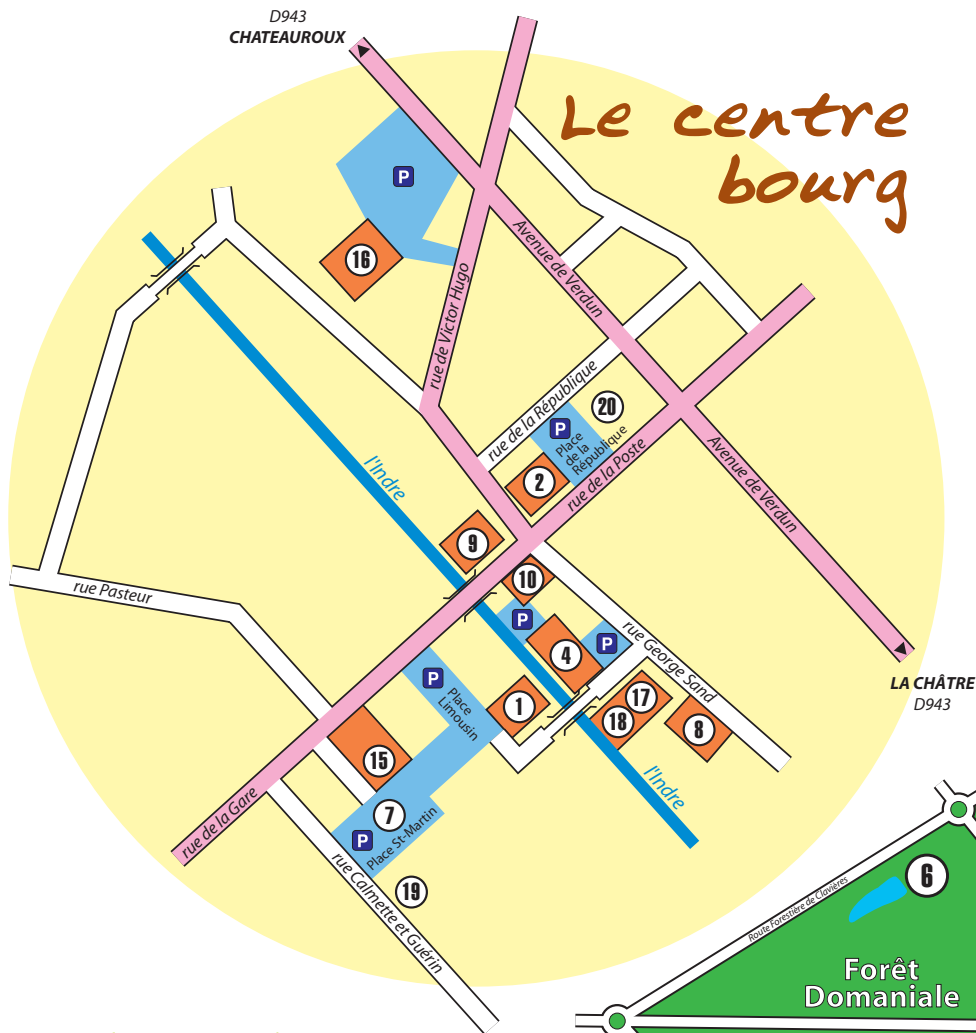 D943
CHATEAUROUX
Le centre
bourg
P
16
Avenue de Verdun
rue de Victor Hugo
rue de la République
20
P
Place
de la
République
2
rue de la Poste
Avenue de Verdun
l'Indre
9
10
rue Pasteur
P
rue George Sand
4
P
LA CHÂTRE
D943
P
Place
Limousin
1
17
18
8
15
l'Indre
7
rue de la Gare
P
Place St-Martin
19
rue Calmette et Guérin
6
Route Forestière de Clavières
Forêt
Domaniale